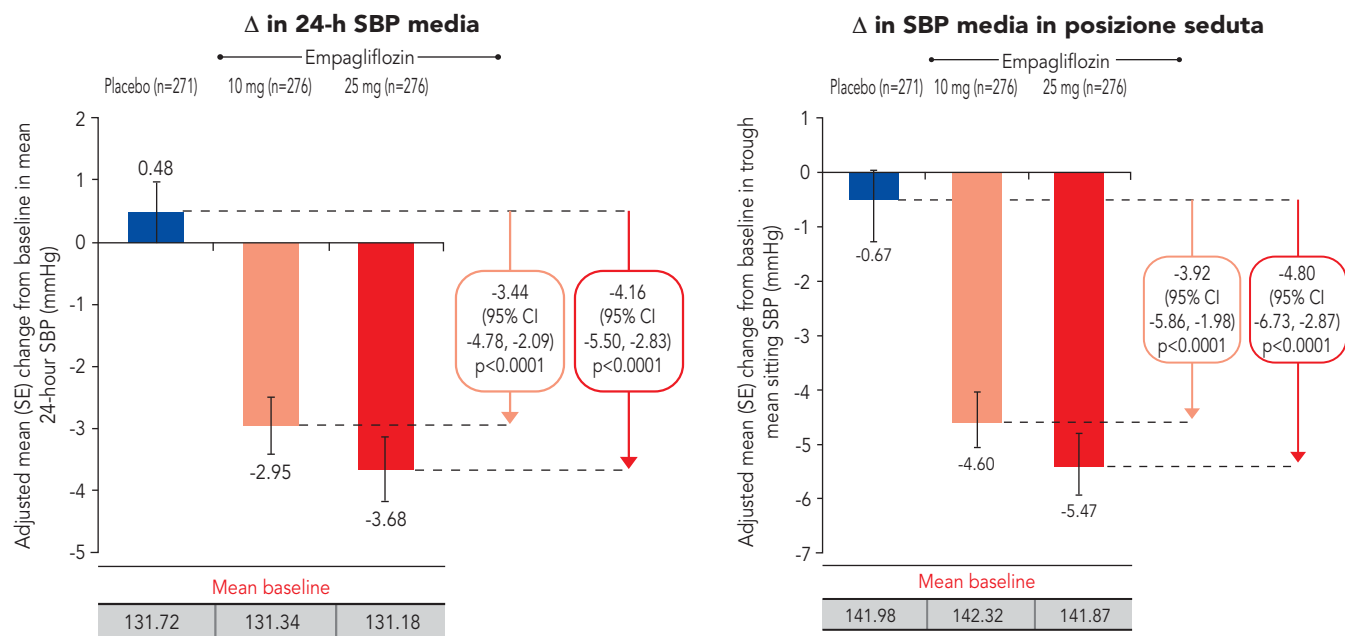 Δ in 24-h SBP media
Empagliflozin
Placebo (n=271) 10 mg (n=276) 25 mg (n=276)
Adjusted mean (SE) change from baseline in mean
24-hour SBP (mmHg)
2
1
0
-1
-2
-3
-4
-5
0.48
-2.95
-3.68
-3.44
(95% CI
-4.78, -2.09)
p<0.0001
-4.16
(95% CI
-5.50, -2.83)
p<0.0001
Mean baseline
131.72 131.34 131.18
Δ in SBP media in posizione seduta
Empagliflozin
Placebo (n=271) 10 mg (n=276) 25 mg (n=276)
Adjusted mean (SE) change from baseline in trough
mean sitting SBP (mmHg)
1
0
-1
-2
-3
-4
-5
-6
-7
-0.67
-4.60
-5.47
-3.92
(95% CI
-5.86, -1.98)
p<0.0001
-4.80
(95% CI
-6.73, -2.87)
p<0.0001
Mean baseline
141.98 142.32 141.87